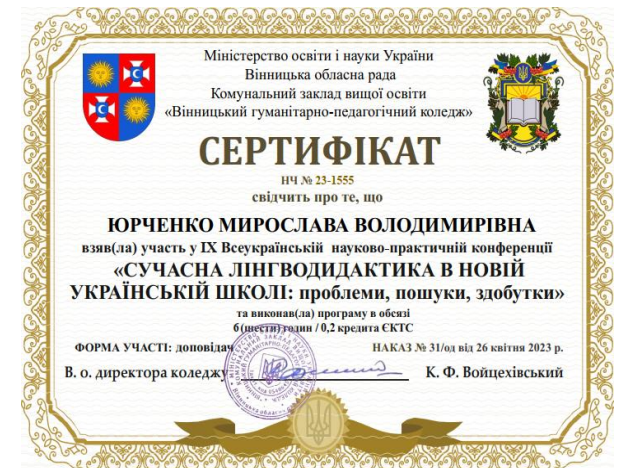 Міністерство освіти і науки України
Вінницька обласна рада
Комунальний заклад вищої освіти
«Вінницький гуманітарно-педагогічний коледж»
СЕРТИФІКАТ
НЧ № 23-1555
свідчить про те, що
ЮРЧЕНКО МИРОСЛАВА ВОЛОДИМИРІВНА
взяв(ла) участь у IX Всеукраїнській науково-практичній конференції
«СУЧАСНА ЛІНГВОДИДАКТИКА В НОВІЙ
УКРАЇНСЬКІЙ ШКОЛІ: проблеми, пошуки, здобутки»
та виконав(ла) програму в обсязі
6 (шести) годин / 0,2 кредита ЄКТС
ФОРМА УЧАСТІ: доповідач НАКАЗ № 31/од від 26 квітня 2023 р.
В. о. директора коледжу К. Ф. Войцехівський